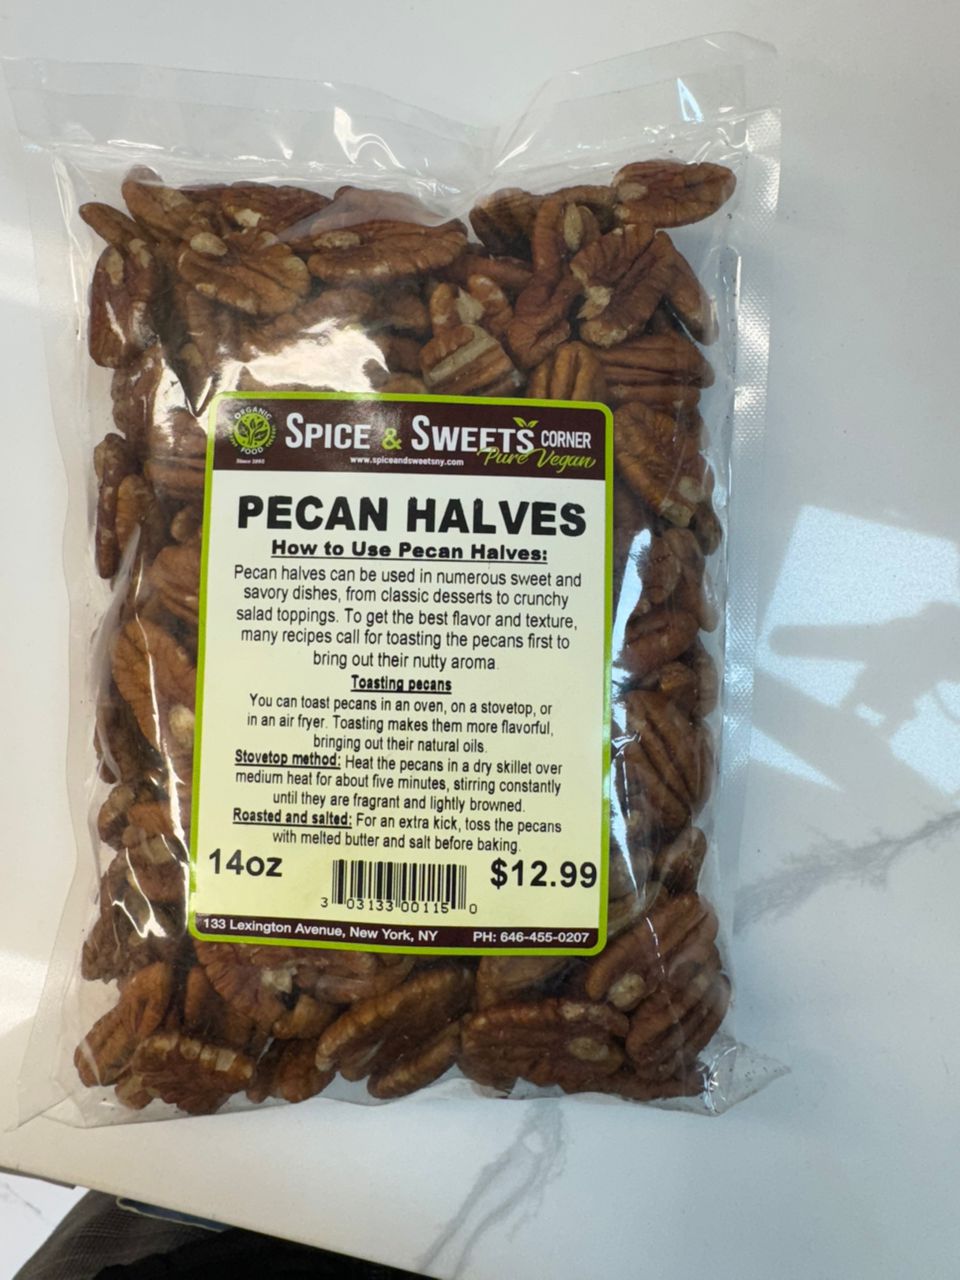 ORGANIC
FOOD
Since 1995
SPICE & SWEETS CORNER
www.spiceandsweetsny.com
Pure Vegan
PECAN HALVES
How to Use Pecan Halves:
Pecan halves can be used in numerous sweet and
savory dishes, from classic desserts to crunchy
salad toppings. To get the best flavor and texture,
many recipes call for toasting the pecans first to
bring out their nutty aroma.
Toasting pecans
You can toast pecans in an oven, on a stovetop, or
in an air fryer. Toasting makes them more flavorful,
bringing out their natural oils.
Stovetop method: Heat the pecans in a dry skillet over
medium heat for about five minutes, stirring constantly
until they are fragrant and lightly browned.
Roasted and salted: For an extra kick, toss the pecans
with melted butter and salt before baking.
14oz
$12.99
3 03133 00115 0
133 Lexington Avenue, New York, NY PH: 646-455-0207